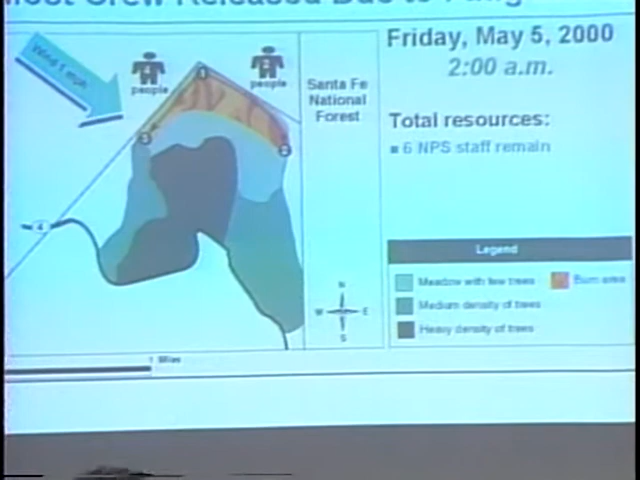 Most Crew Released Due to Fatig
Wind 1 mph
people
people
1
3
2
4
Santa Fe
National
Forest
Friday, May 5, 2000
2:00 a.m.
Total resources:
■ 6 NPS staff remain
Legend
Meadow with few trees
Burn area
Medium density of trees
Heavy density of trees
N
W E
S
1 Miles